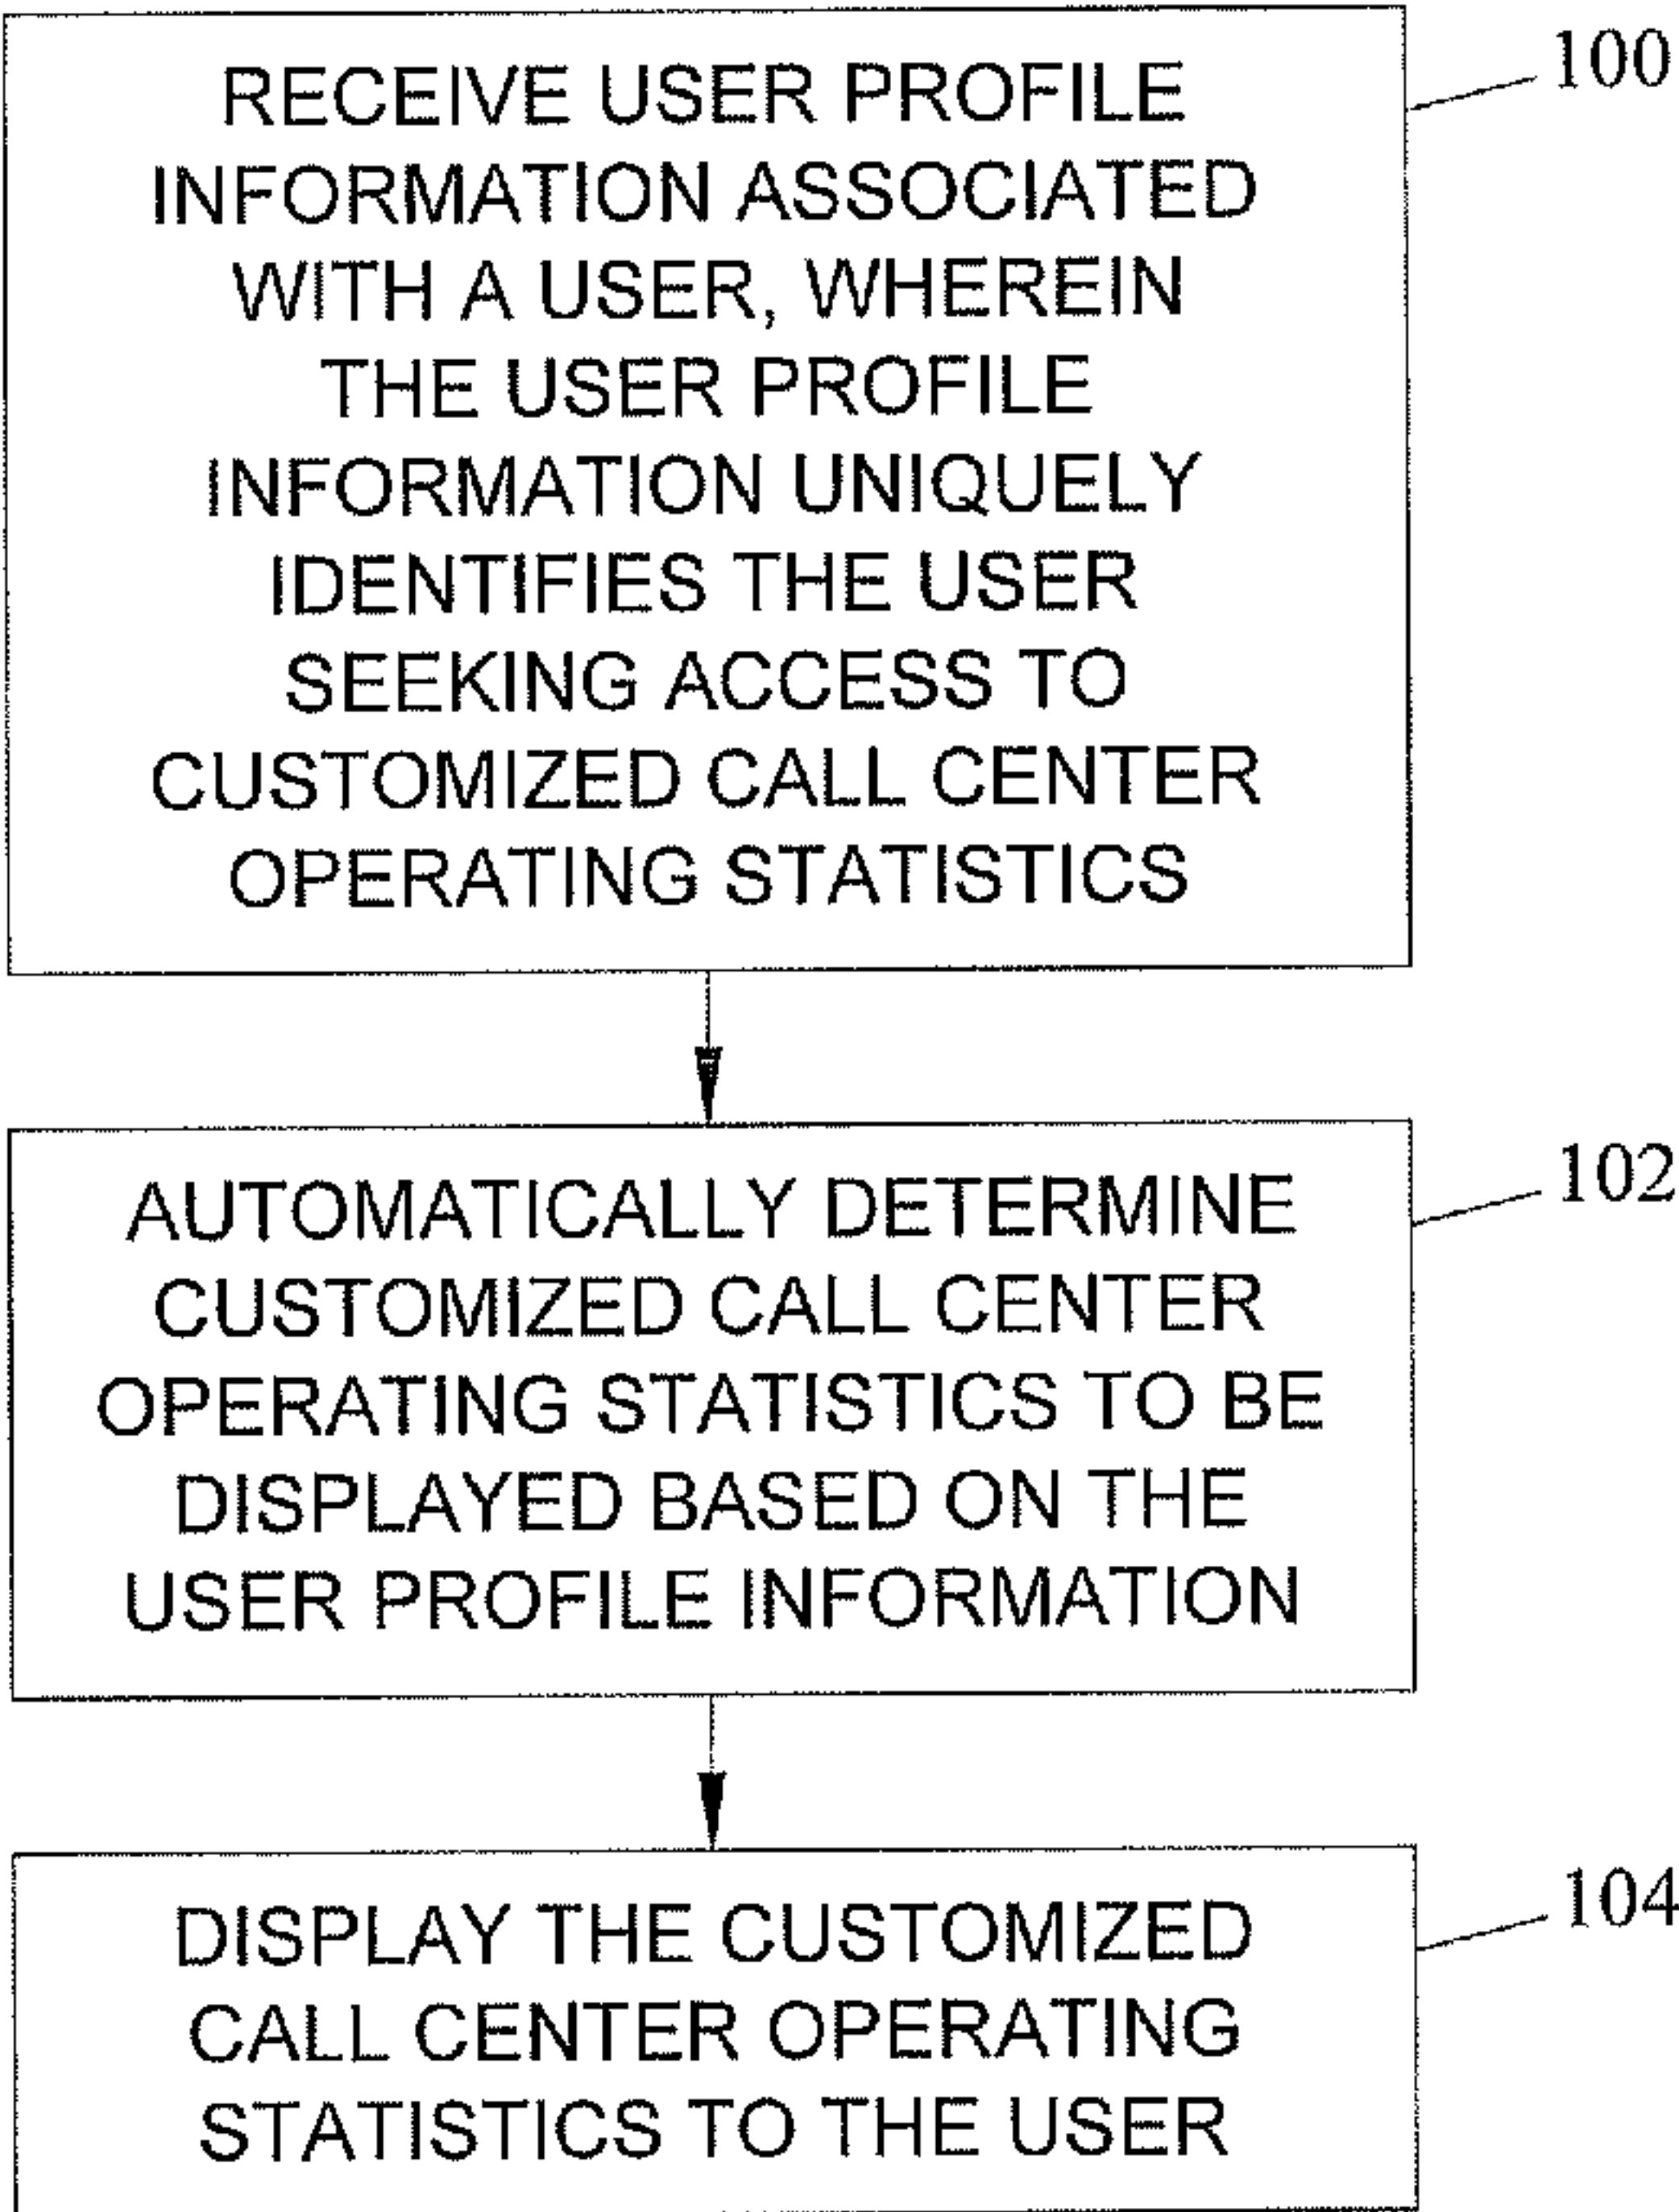 RECEIVE USER PROFILE
INFORMATION ASSOCIATED
WITH A USER, WHEREIN
THE USER PROFILE
INFORMATION UNIQUELY
IDENTIFIES THE USER
SEEKING ACCESS TO
CUSTOMIZED CALL CENTER
OPERATING STATISTICS
100
AUTOMATICALLY DETERMINE
CUSTOMIZED CALL CENTER
OPERATING STATISTICS TO BE
DISPLAYED BASED ON THE
USER PROFILE INFORMATION
102
DISPLAY THE CUSTOMIZED
CALL CENTER OPERATING
STATISTICS TO THE USER
104